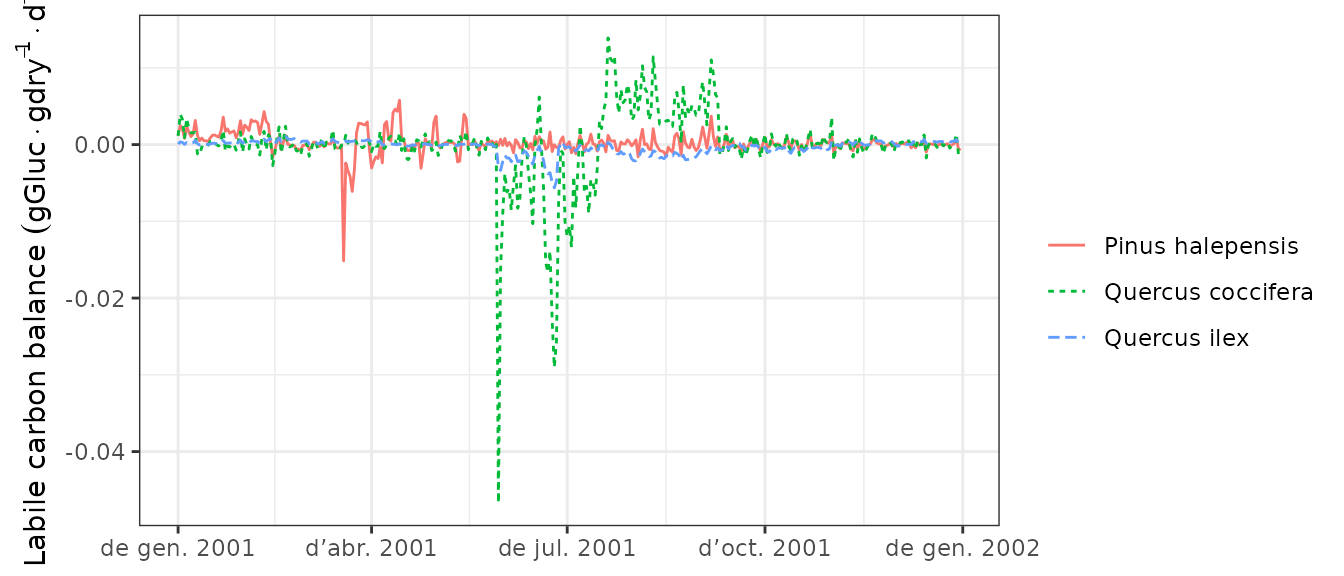 Labile carbon balance (gGluc · gdry⁻¹ · d
0.00
-0.02
-0.04
de gen. 2001
d’abr. 2001
de jul. 2001
d’oct. 2001
de gen. 2002
Pinus halepensis
Quercus coccifera
Quercus ilex